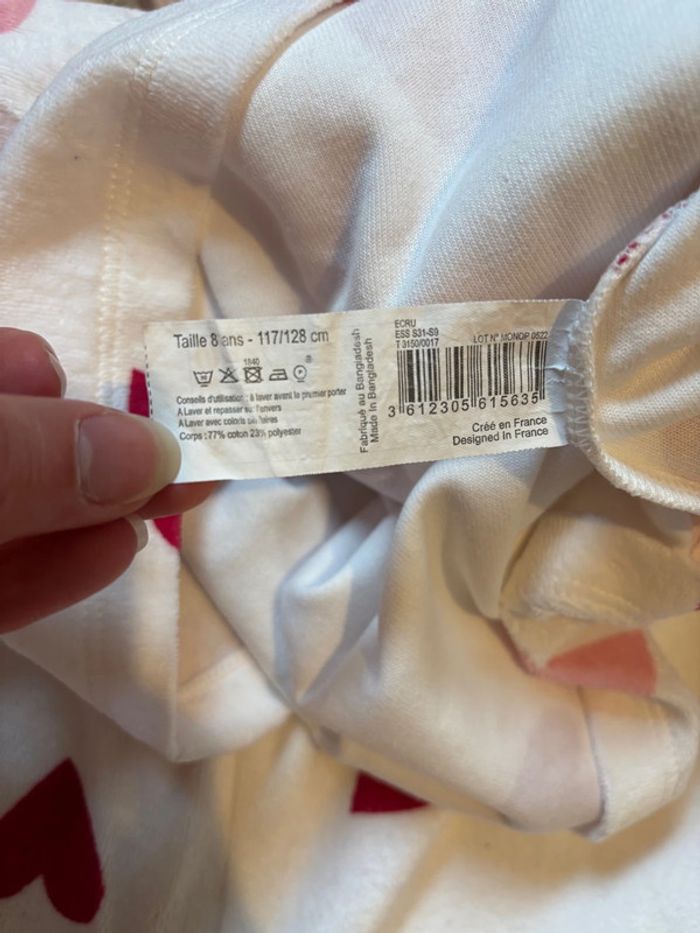 Taille 8 ans - 117/128 cm
1840
®
Conseils d'utilisation : à laver avant le premier porter
A Laver et repasser sur l'envers
A Laver avec coloris similaires
Corps : 77% coton 23% polyester
Fabriqué au Bangladesh
Made In Bangladesh
ECRU
ESS S31-S9
T 3150/0017
LOT N° MONOP 0522
3 612305 615635
Créé en France
Designed In France